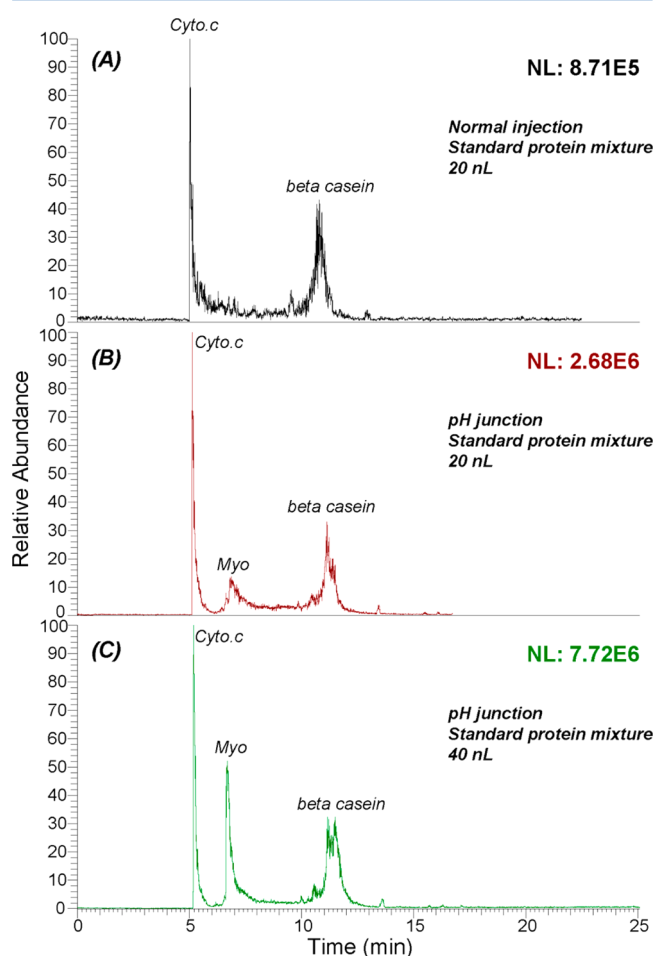 Cyto.c
100
90
80
70
60
50
40
30
20
10
0
(A)
NL: 8.71E5
Normal injection
Standard protein mixture
20 nL
beta casein
100
90
80
70
60
50
40
30
20
10
0
(B)
Cyto.c
NL: 2.68E6
pH junction
Standard protein mixture
20 nL
beta casein
Myo
Relative Abundance
100
90
80
70
60
50
40
30
20
10
0
(C)
Cyto.c
NL: 7.72E6
pH junction
Standard protein mixture
40 nL
Myo
beta casein
0 5 10 15 20 25
Time (min)